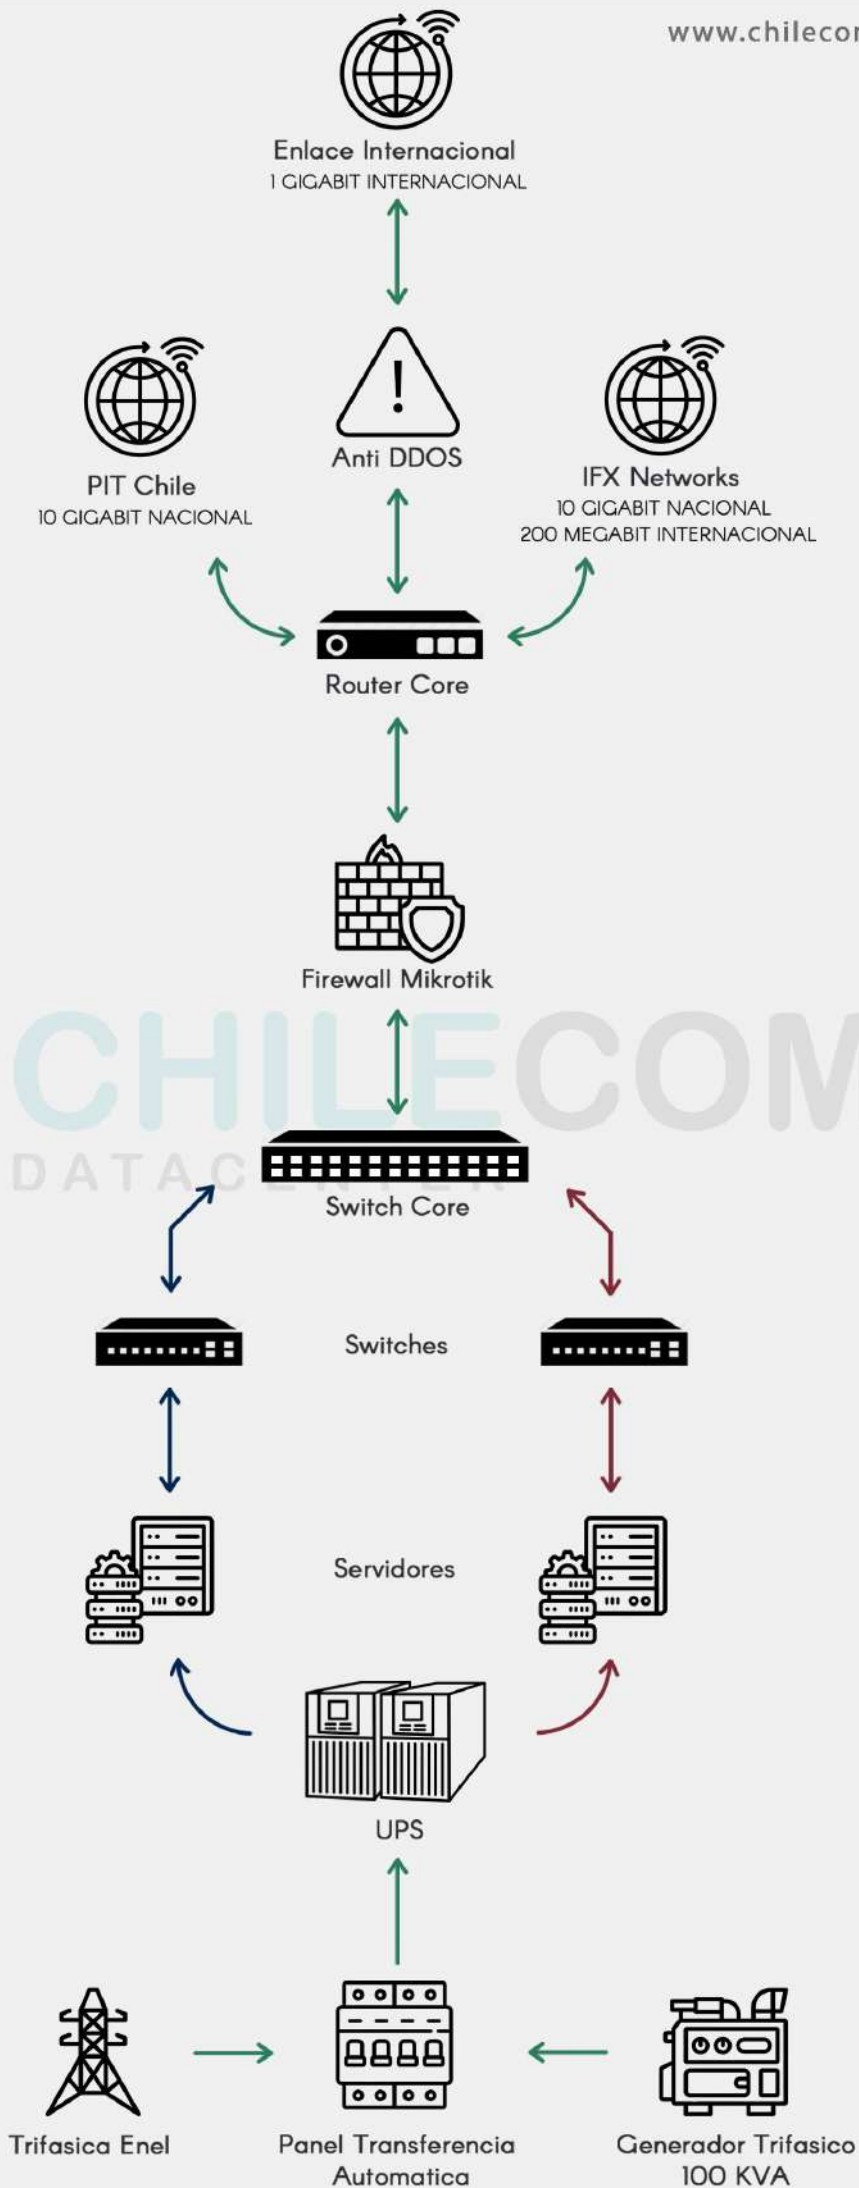 www.chilecom
Enlace Internacional
1 GIGABIT INTERNACIONAL
PIT Chile
10 GIGABIT NACIONAL
Anti DDOS
IFX Networks
10 GIGABIT NACIONAL
200 MEGABIT INTERNACIONAL
Router Core
Firewall Mikrotik
CHILECOM
DATACENTER
Switch Core
Switches
Servidores
UPS
Trifasica Enel
Panel Transferencia
Automatica
Generador Trifasico
100 KVA